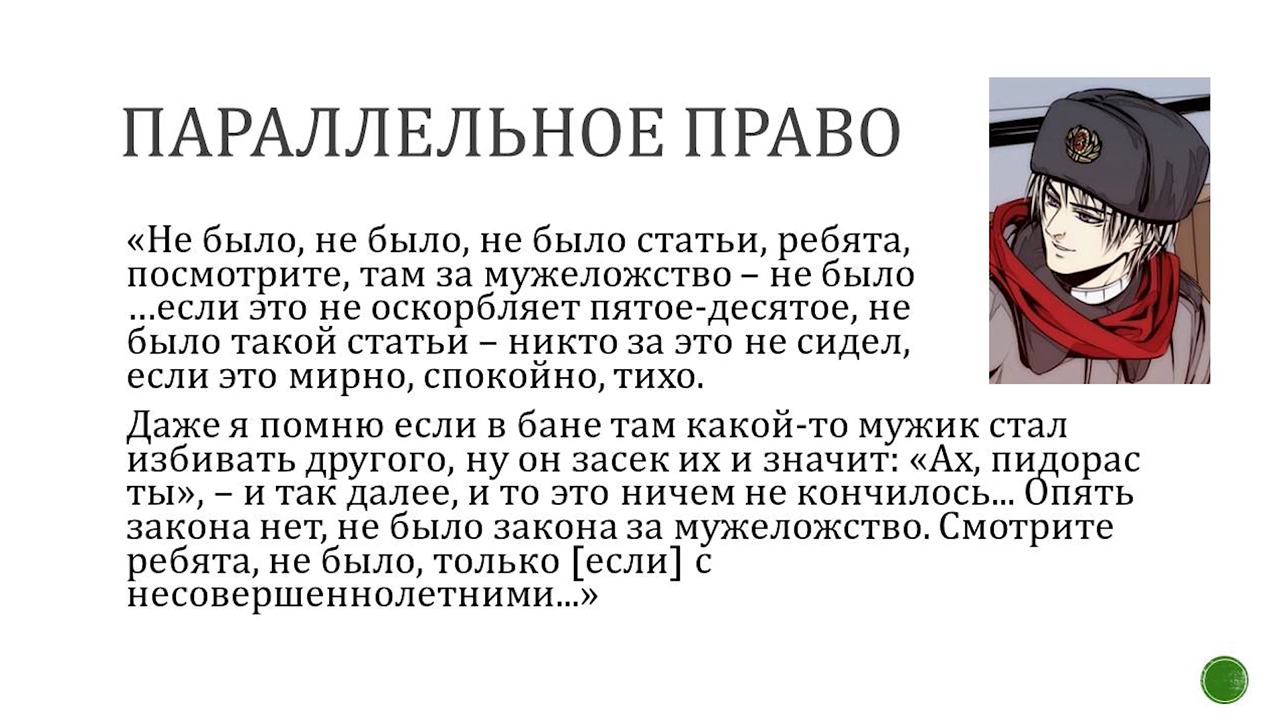 ПАРАЛЛЕЛЬНОЕ ПРАВО
«Не было, не было, не было статьи, ребята,
посмотрите, там за мужеложство – не было
…если это не оскорбляет пятое-десятое, не
было такой статьи – никто за это не сидел,
если это мирно, спокойно, тихо.
Даже я помню если в бане там какой-то мужик стал
избивать другого, ну он засек их и значит: «Ах, пидорас
ты», – и так далее, и то это ничем не кончилось... Опять
закона нет, не было закона за мужеложство. Смотрите
ребята, не было, только [если] с
несовершеннолетними...»